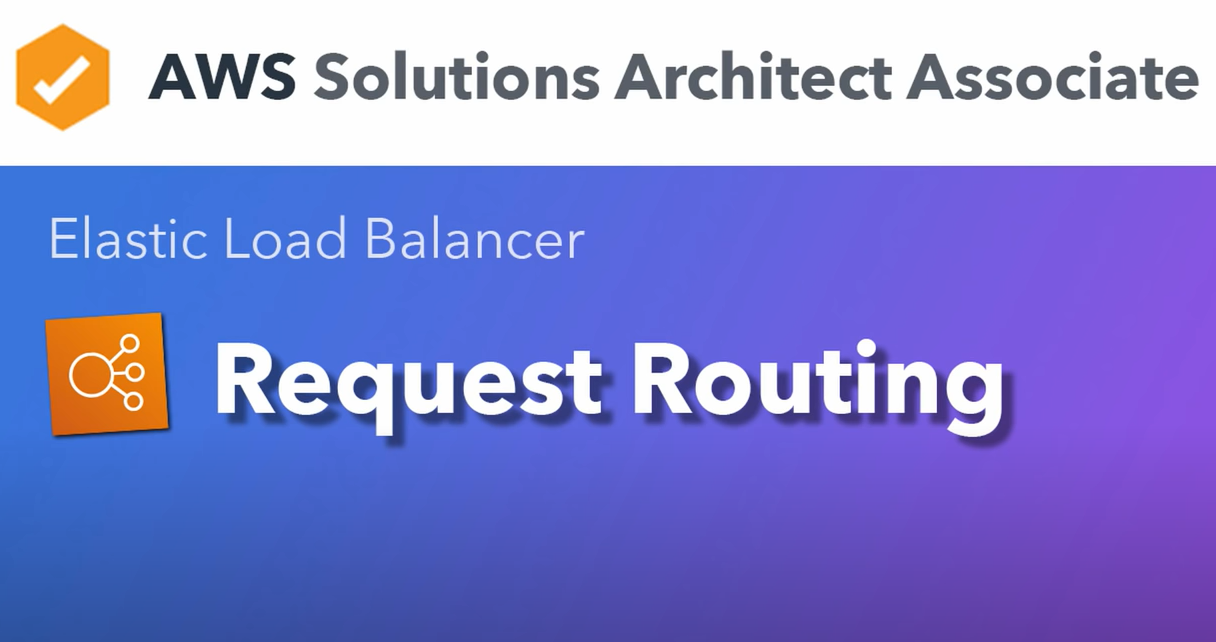 AWS Solutions Architect Associate
Elastic Load Balancer
Request Routing